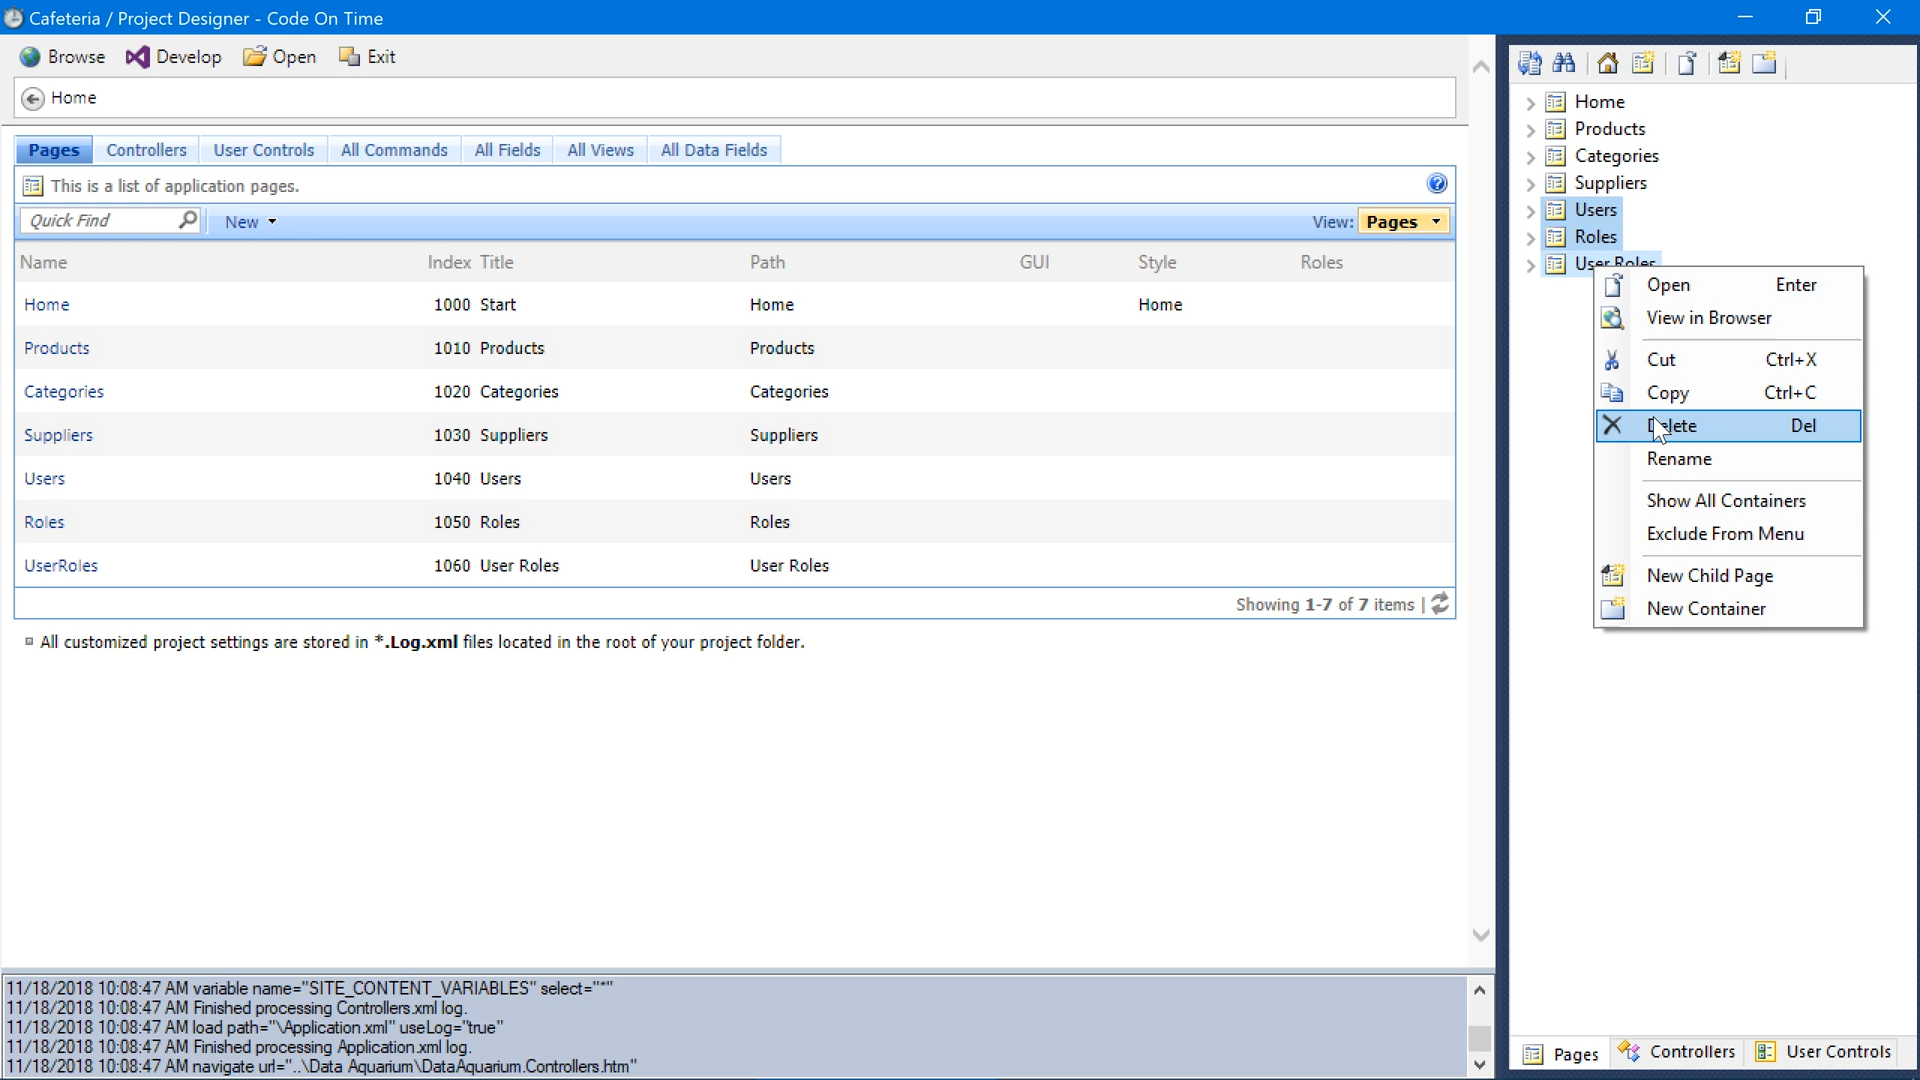 Cafeteria / Project Designer - Code On Time
Browse Develop Open Exit
Home
Pages Controllers User Controls All Commands All Fields All Views All Data Fields
This is a list of application pages.
Quick Find New View: Pages
Name Index Title Path GUI Style Roles
Home 1000 Start Home Home
Products 1010 Products Products
Categories 1020 Categories Categories
Suppliers 1030 Suppliers Suppliers
Users 1040 Users Users
Roles 1050 Roles Roles
UserRoles 1060 User Roles User Roles
Showing 1-7 of 7 items |
All customized project settings are stored in *.Log.xml files located in the root of your project folder.
11/18/2018 10:08:47 AM variable name="SITE_CONTENT_VARIABLES" select="*"
11/18/2018 10:08:47 AM Finished processing Controllers.xml log.
11/18/2018 10:08:47 AM load path="\Application.xml" useLog="true"
11/18/2018 10:08:47 AM Finished processing Application.xml log.
11/18/2018 10:08:47 AM navigate url="..\Data Aquarium\DataAquarium.Controllers.htm"
Home
Products
Categories
Suppliers
Users
Roles
User Roles
Open Enter
View in Browser
Cut Ctrl+X
Copy Ctrl+C
Delete Del
Rename
Show All Containers
Exclude From Menu
New Child Page
New Container
Pages Controllers User Controls